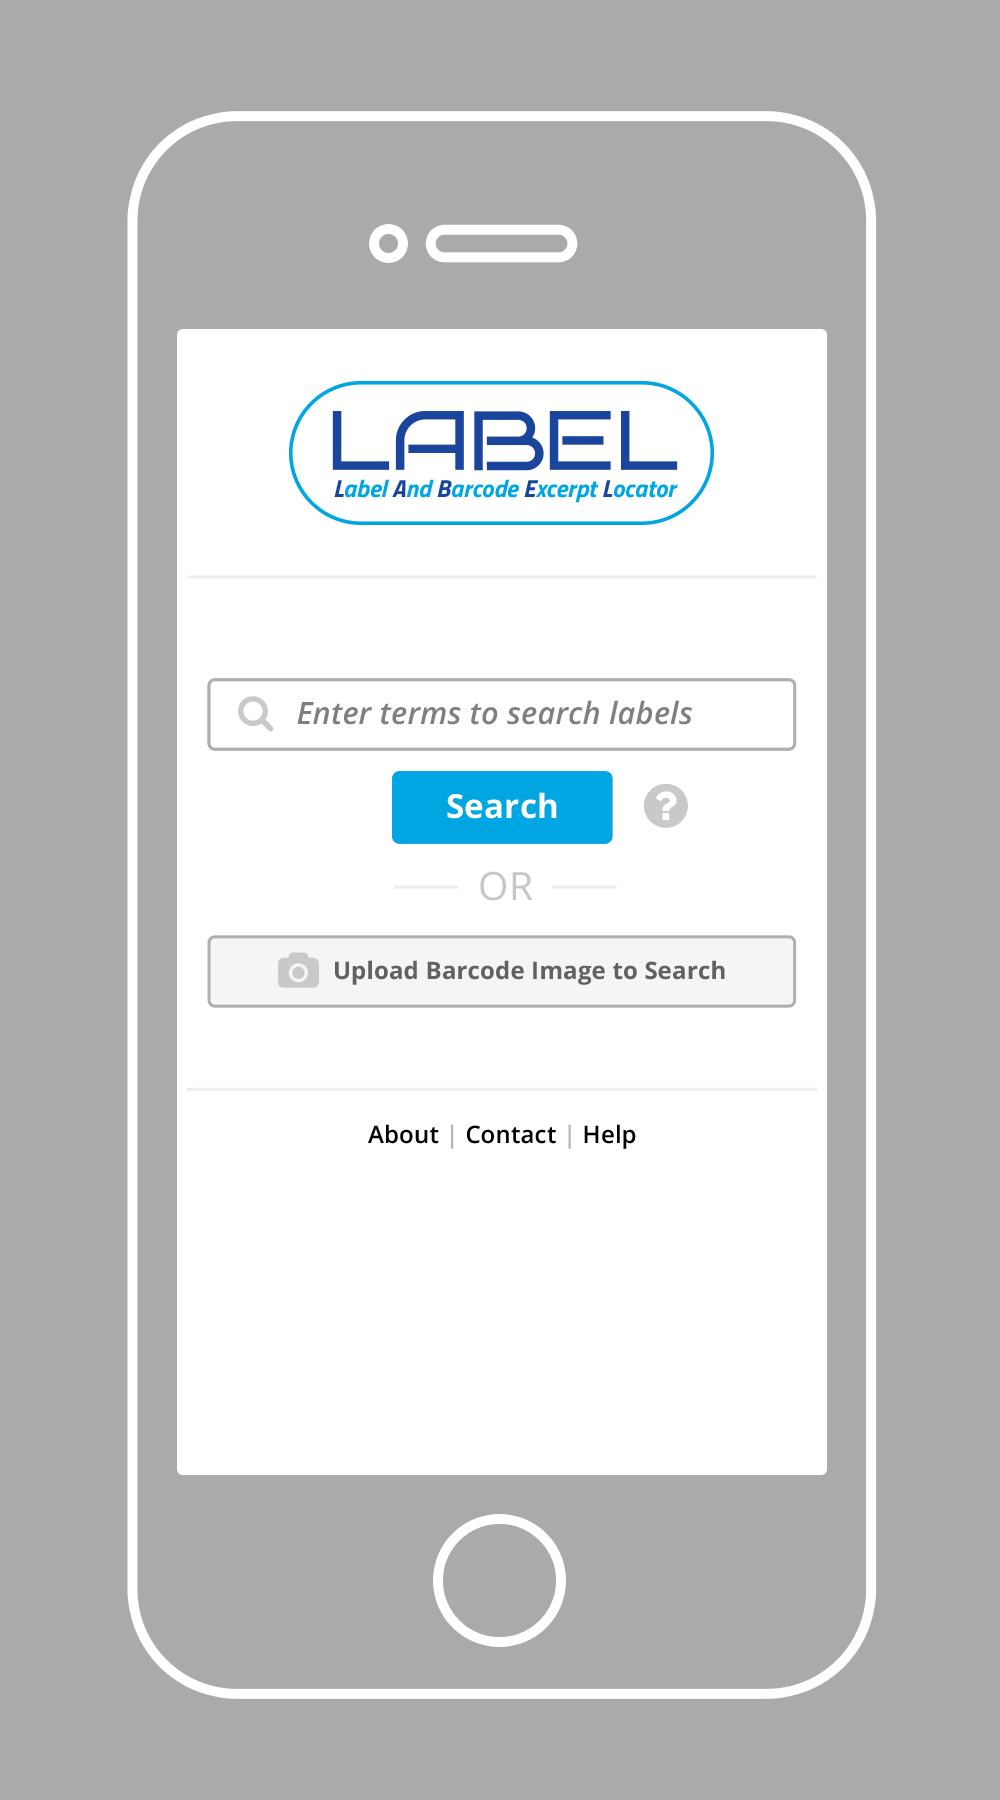 LABEL
Label And Barcode Excerpt Locator
Enter terms to search labels
Search ?
OR
Upload Barcode Image to Search
About | Contact | Help